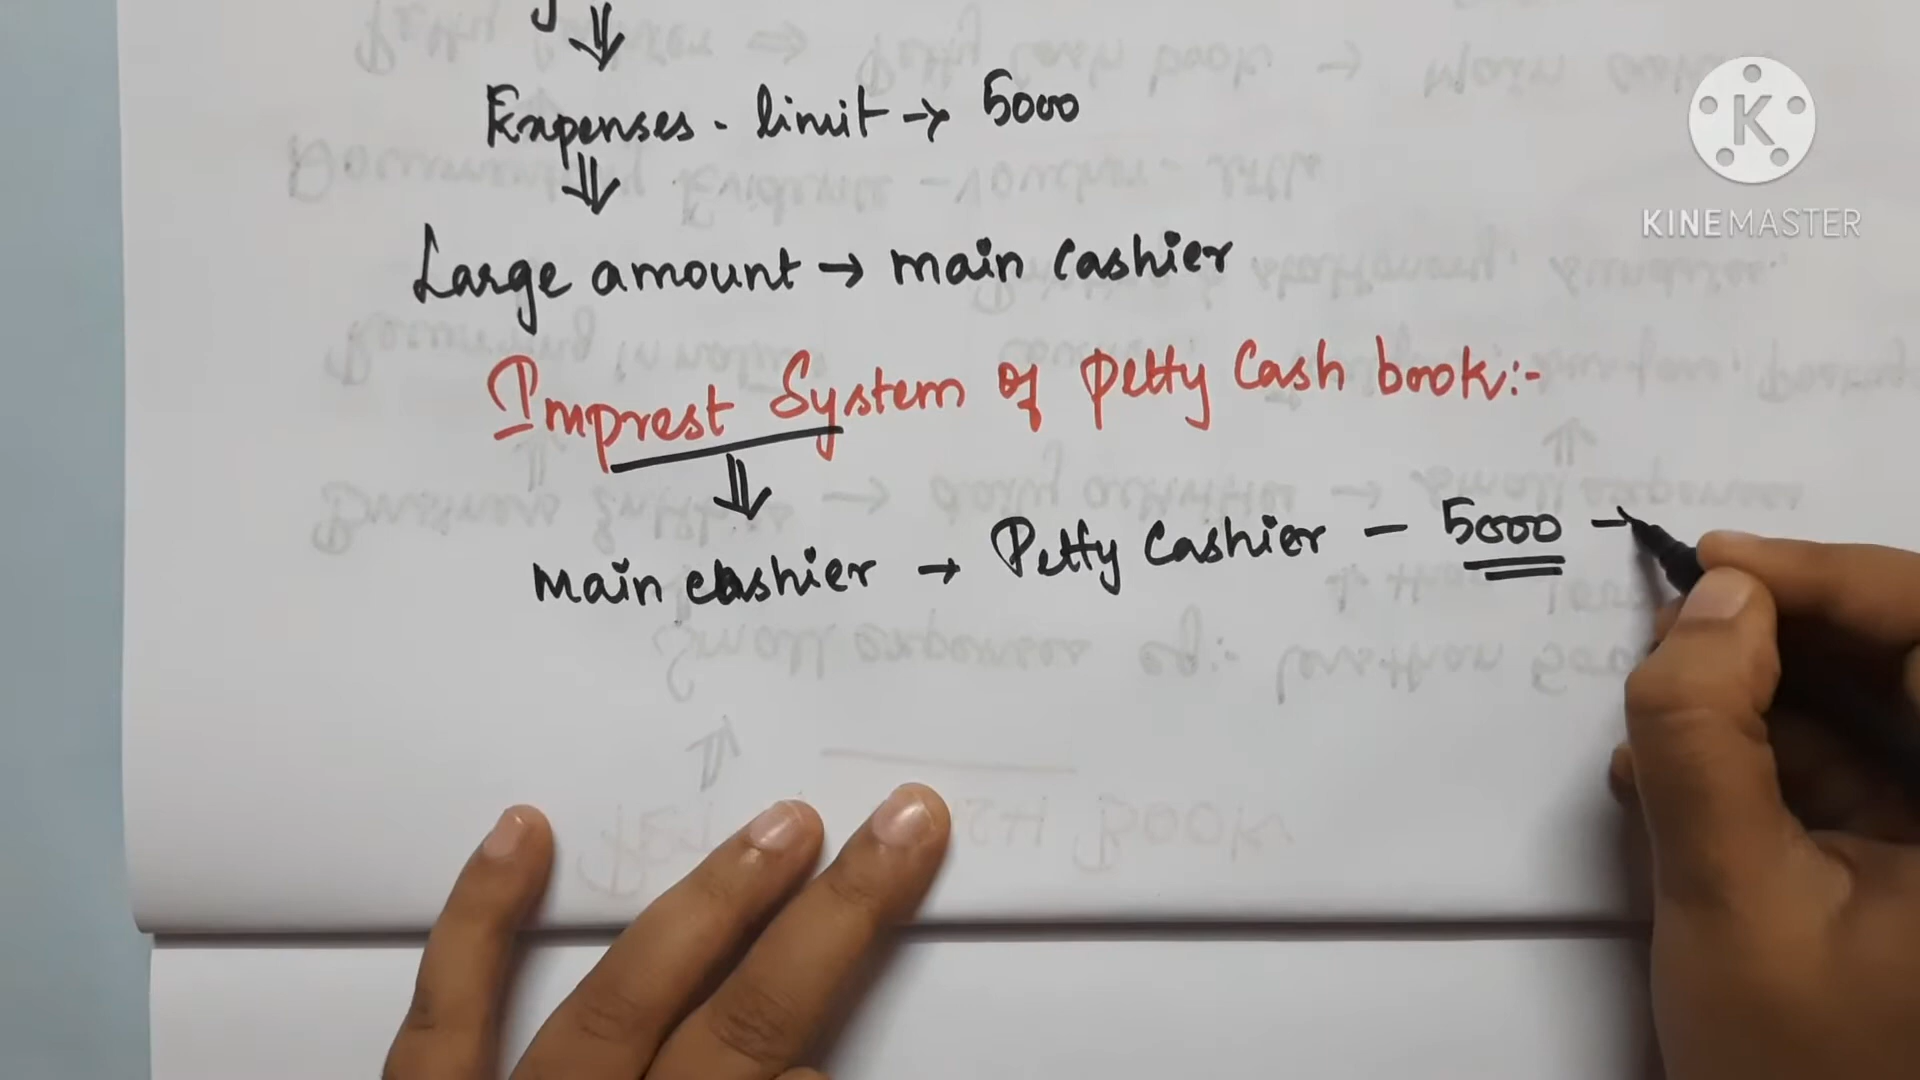 Expenses. limit → 5000
Large amount → main cashier
Imprest System of Petty Cash book:-
main cashier → Petty Cashier - 5000 →
K
KINEMASTER